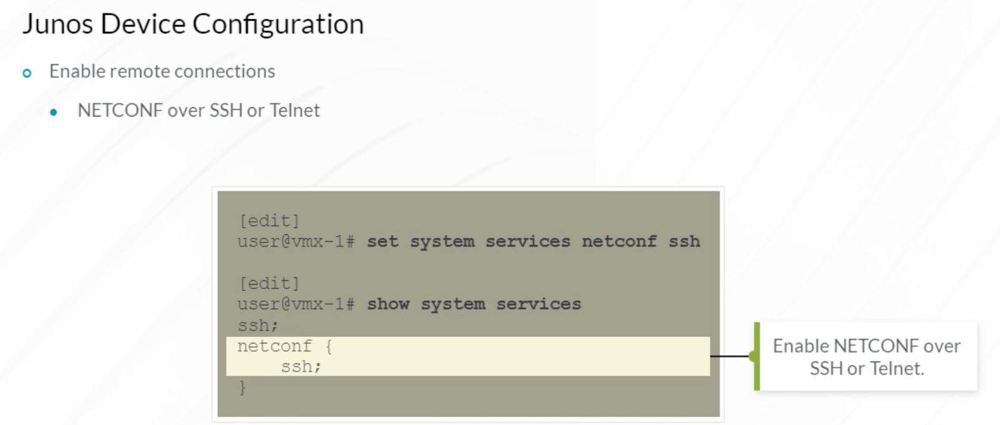 Junos Device Configuration
Enable remote connections
NETCONF over SSH or Telnet
[edit]
user@vmx-1# set system services netconf ssh
[edit]
user@vmx-1# show system services
ssh;
netconf {
    ssh;
}
Enable NETCONF over
SSH or Telnet.